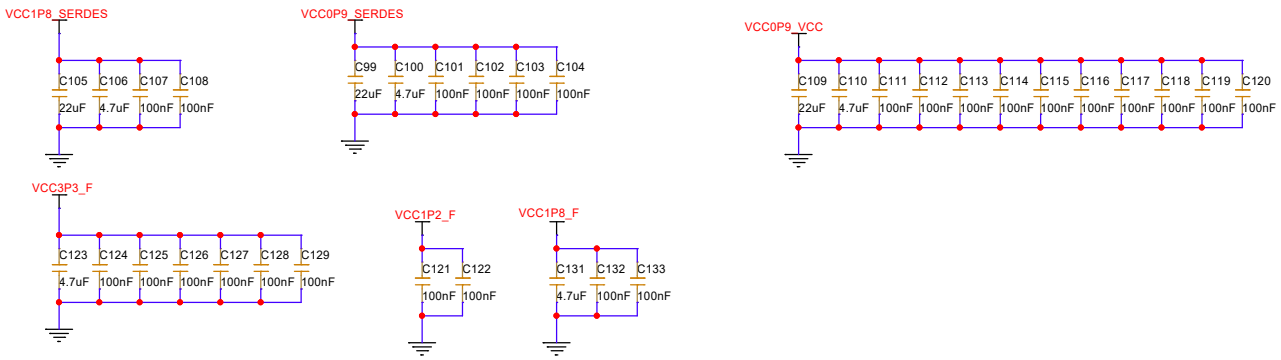 VCC1P8_SERDES
C105 C106 C107 C108
22uF 4.7uF 100nF 100nF
VCC0P9_SERDES
C99 C100 C101 C102 C103 C104
22uF 4.7uF 100nF 100nF 100nF 100nF
VCC0P9_VCC
C109 C110 C111 C112 C113 C114 C115 C116 C117 C118 C119 C120
22uF 4.7uF 100nF 100nF 100nF 100nF 100nF 100nF 100nF 100nF 100nF 100nF
VCC3P3_F
C123 C124 C125 C126 C127 C128 C129
4.7uF 100nF 100nF 100nF 100nF 100nF 100nF
VCC1P2_F
C121 C122
100nF 100nF
VCC1P8_F
C131 C132 C133
4.7uF 100nF 100nF